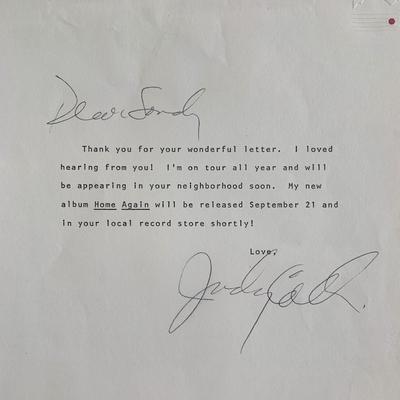 Dear Sandy
Thank you for your wonderful letter. I loved
hearing from you! I'm on tour all year and will
be appearing in your neighborhood soon. My new
album Home Again will be released September 21 and
in your local record store shortly!
Love,
Judy Collins